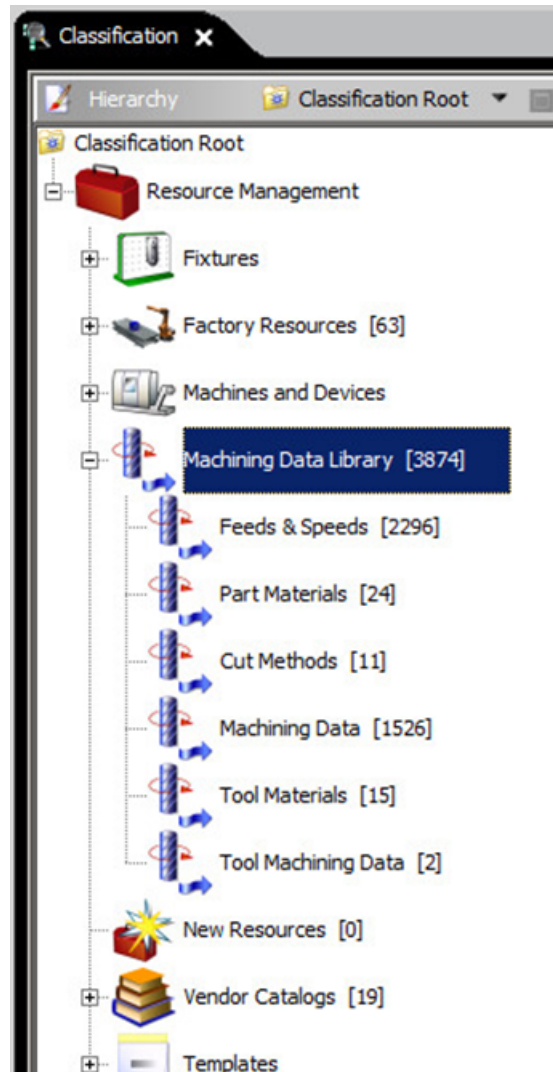 Classification
Hierarchy Classification Root
Classification Root
Resource Management
Fixtures
Factory Resources [63]
Machines and Devices
Machining Data Library [3874]
Feeds & Speeds [2296]
Part Materials [24]
Cut Methods [11]
Machining Data [1526]
Tool Materials [15]
Tool Machining Data [2]
New Resources [0]
Vendor Catalogs [19]
Templates